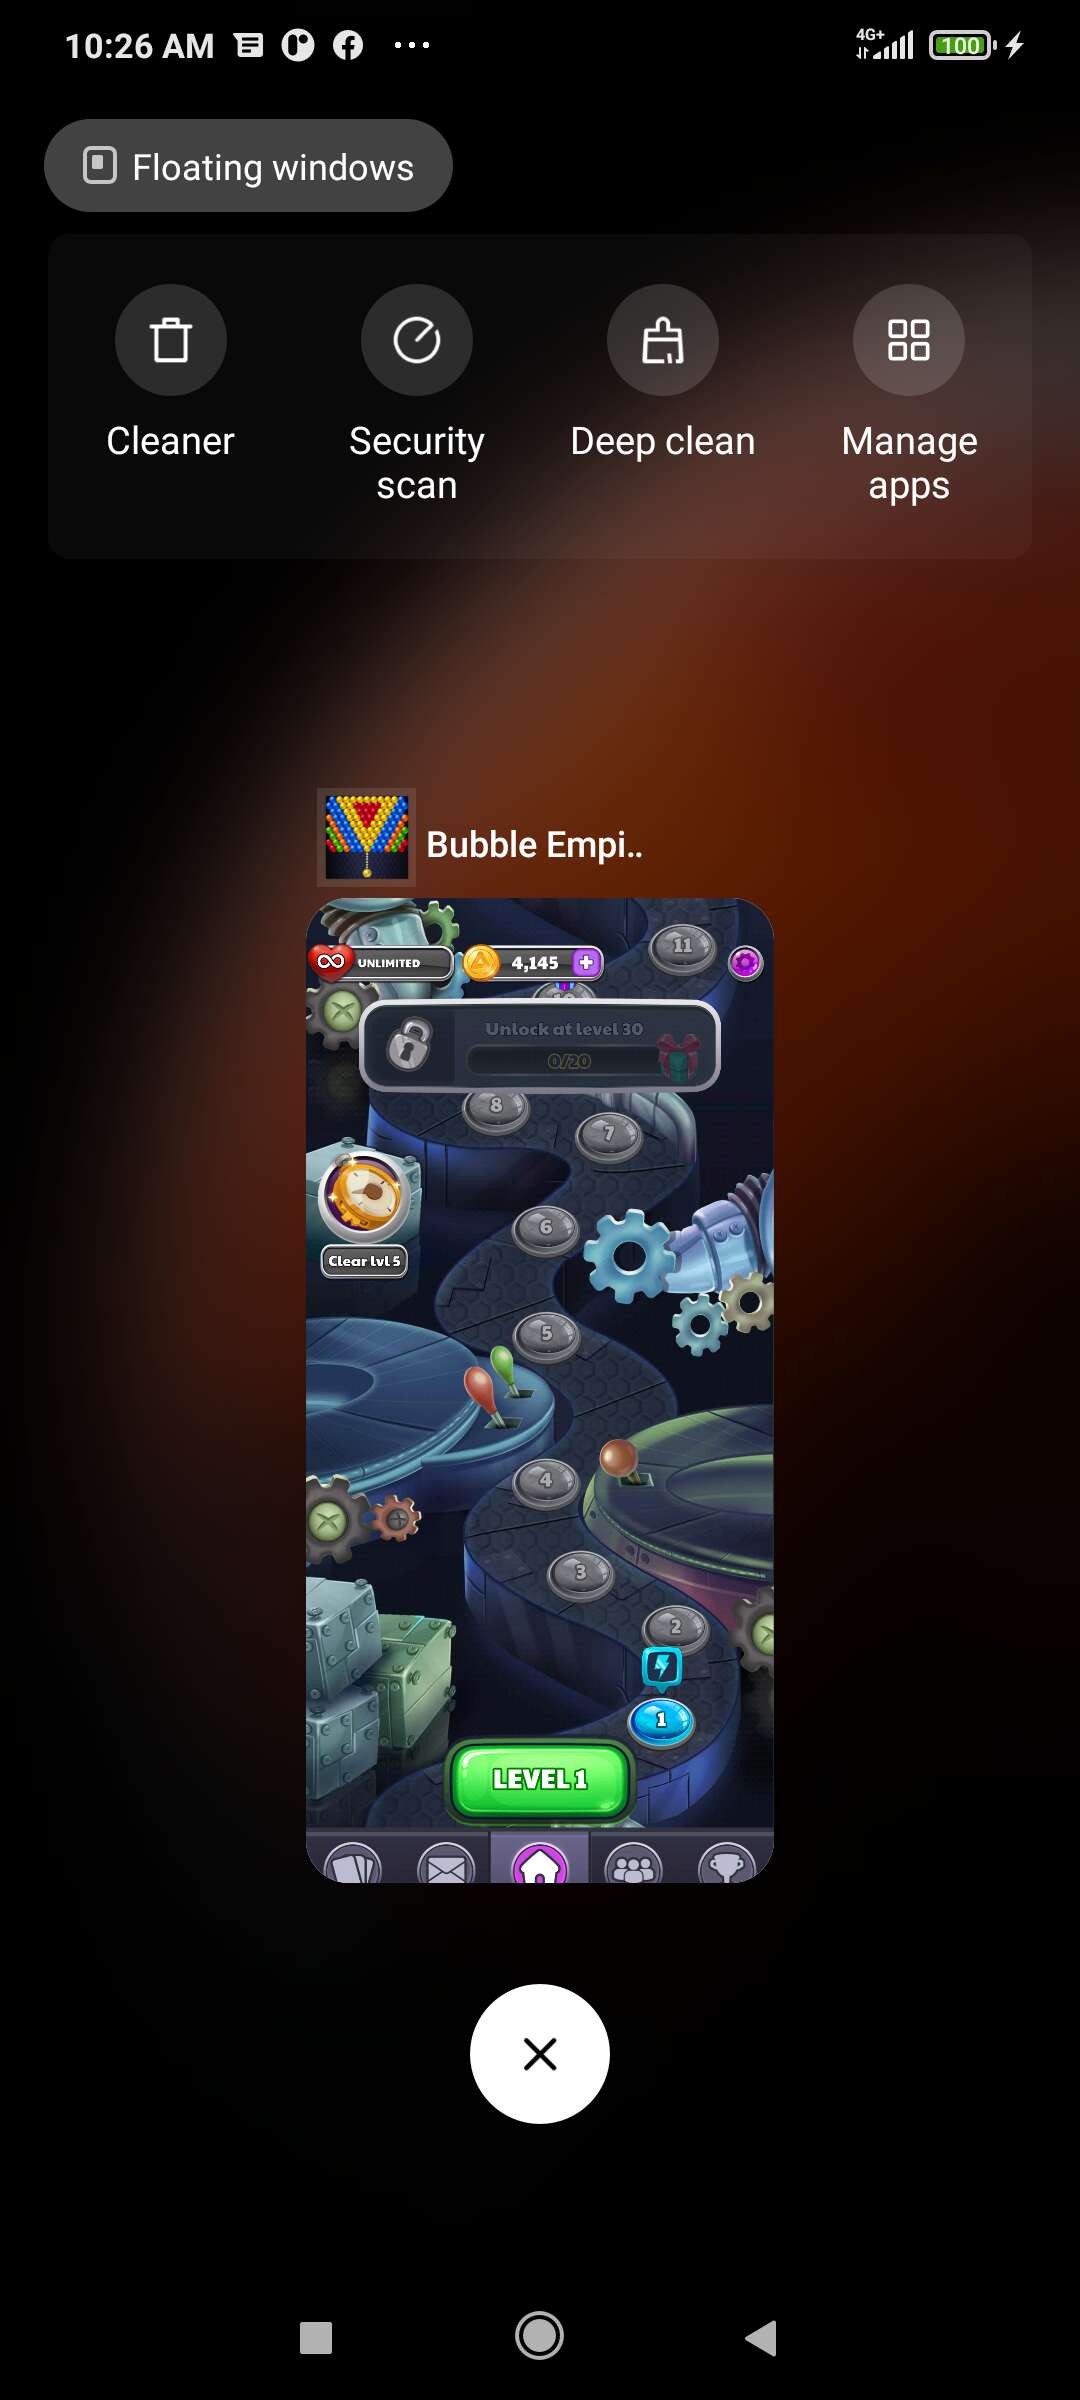 10:26 AM
4G+
100
Floating windows
Cleaner
Security
scan
Deep clean
Manage
apps
Bubble Empi..
11
UNLIMITED
4,145
Unlock at level 30
0/20
8
7
6
Clear lvl 5
5
4
3
2
1
LEVEL 1